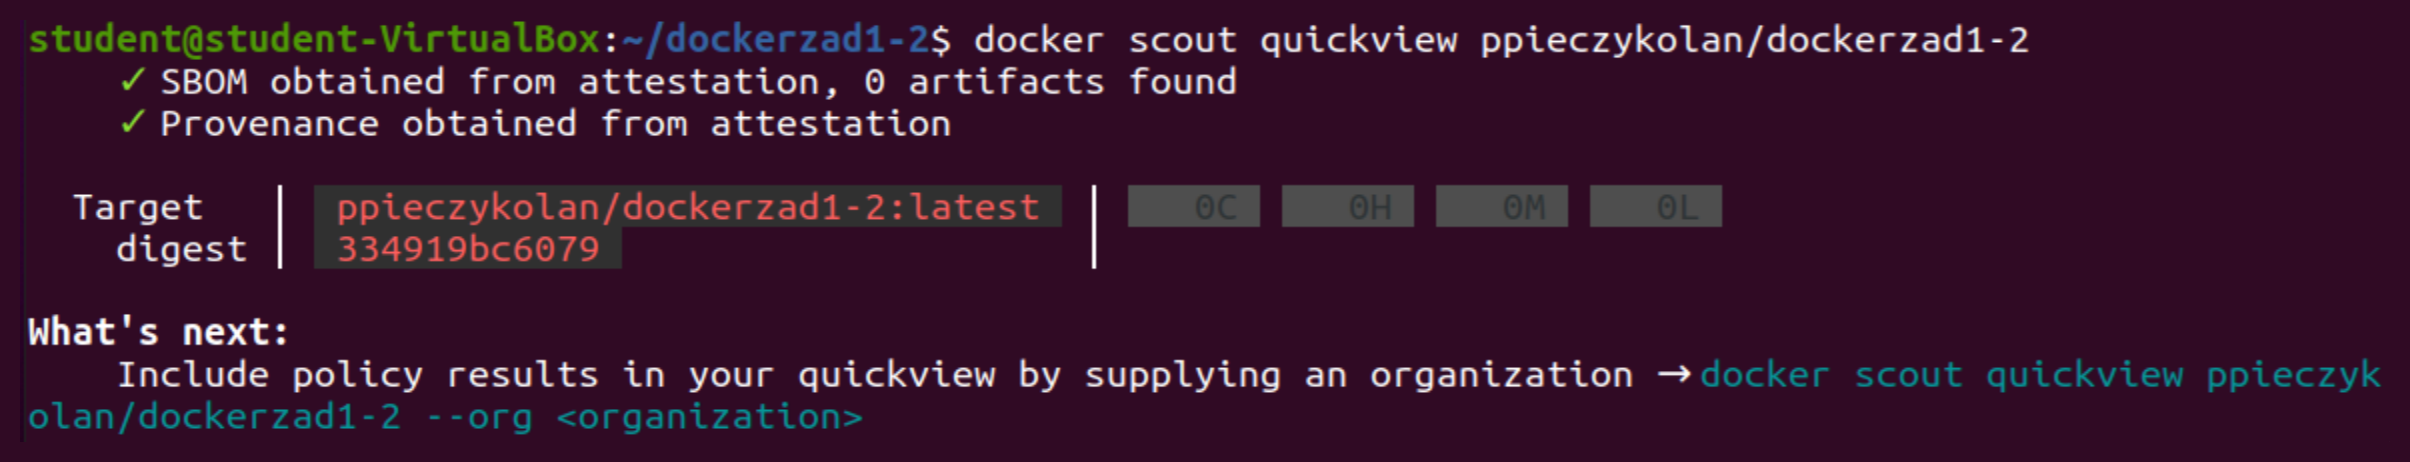 student@student-VirtualBox:~/dockerzad1-2$ docker scout quickview ppieczykolan/dockerzad1-2
✓ SBOM obtained from attestation, 0 artifacts found
✓ Provenance obtained from attestation
Target │ ppieczykolan/dockerzad1-2:latest │ 0C 0H 0M 0L
digest │ 334919bc6079 │
What's next:
Include policy results in your quickview by supplying an organization → docker scout quickview ppieczyk
olan/dockerzad1-2 --org <organization>